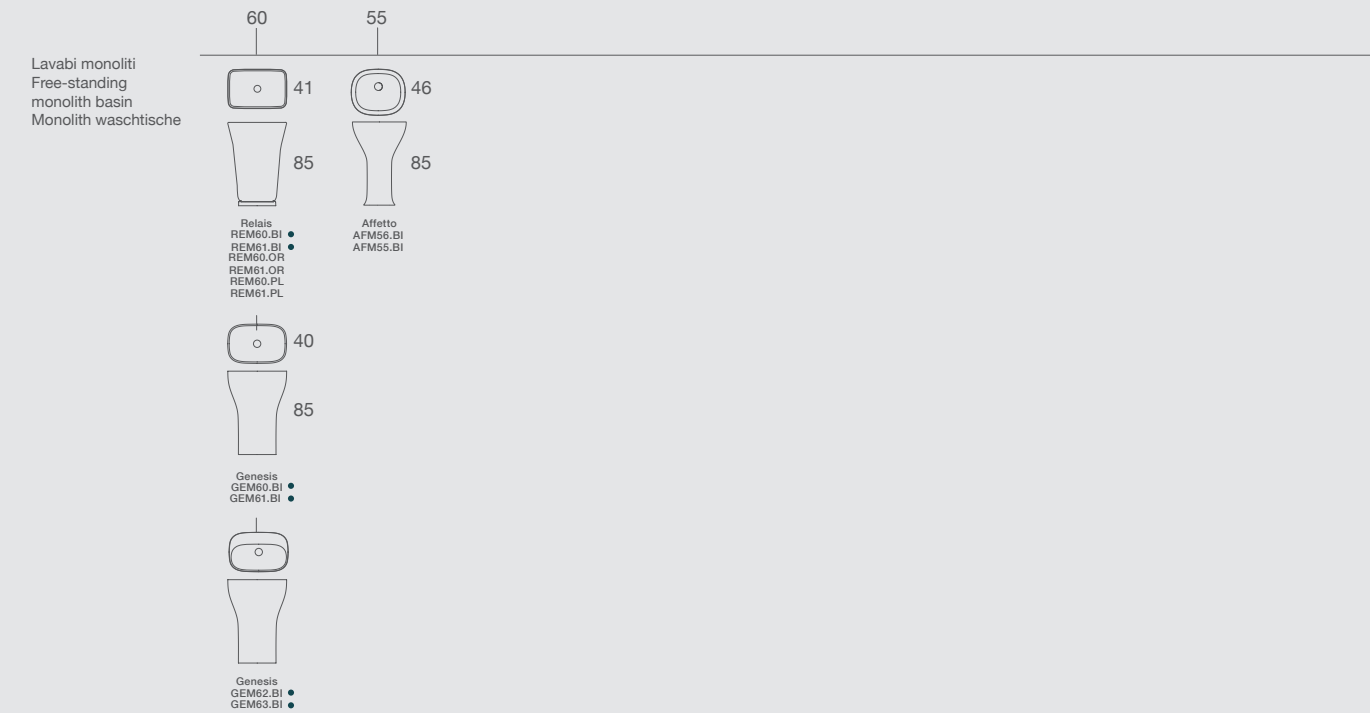 60
55
Lavabi monoliti
Free-standing
monolith basin
Monolith waschtische
41
85
Relais
REM60.BI
REM61.BI
REM60.OR
REM61.OR
REM60.PL
REM61.PL
46
85
Affetto
AFM56.BI
AFM55.BI
40
85
Genesis
GEM60.BI
GEM61.BI
Genesis
GEM62.BI
GEM63.BI